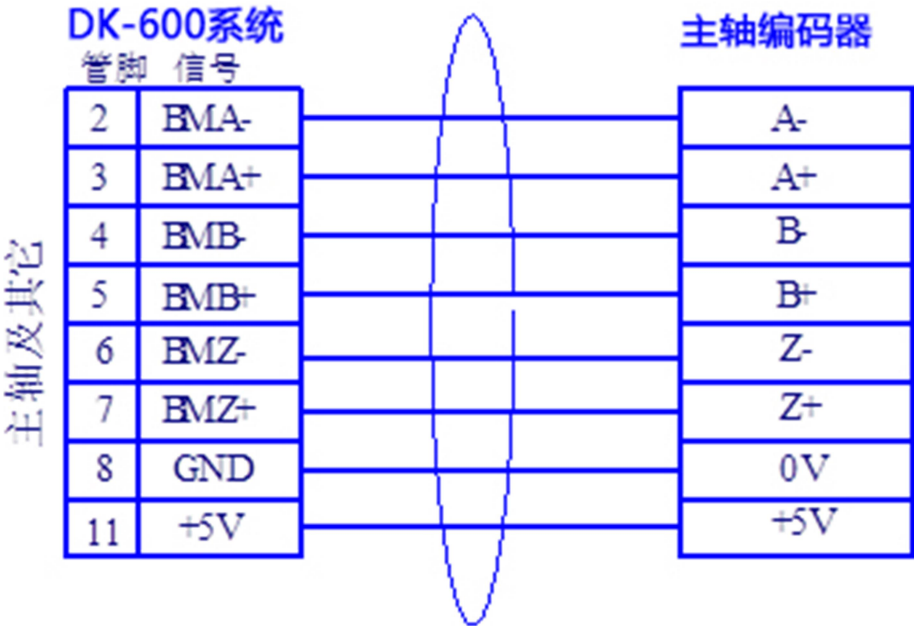 DK-600系统 主轴编码器
管脚 信号
2 BMA- A-
3 BMA+ A+
4 BMB- B-
5 BMB+ B+
6 BMZ- Z-
7 BMZ+ Z+
8 GND 0V
11 +5V +5V
主轴及其它